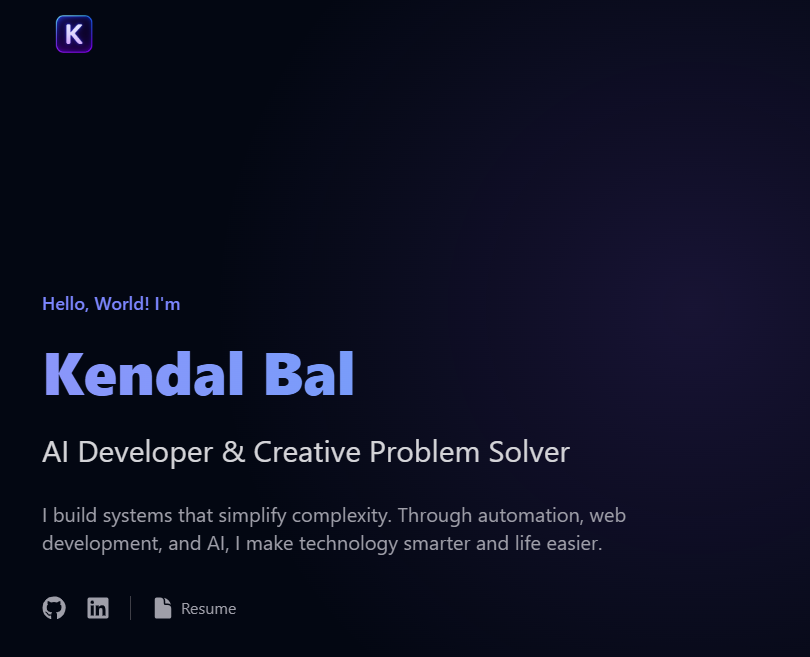 K
Hello, World! I'm
Kendal Bal
AI Developer & Creative Problem Solver
I build systems that simplify complexity. Through automation, web
development, and AI, I make technology smarter and life easier.
in
Resume